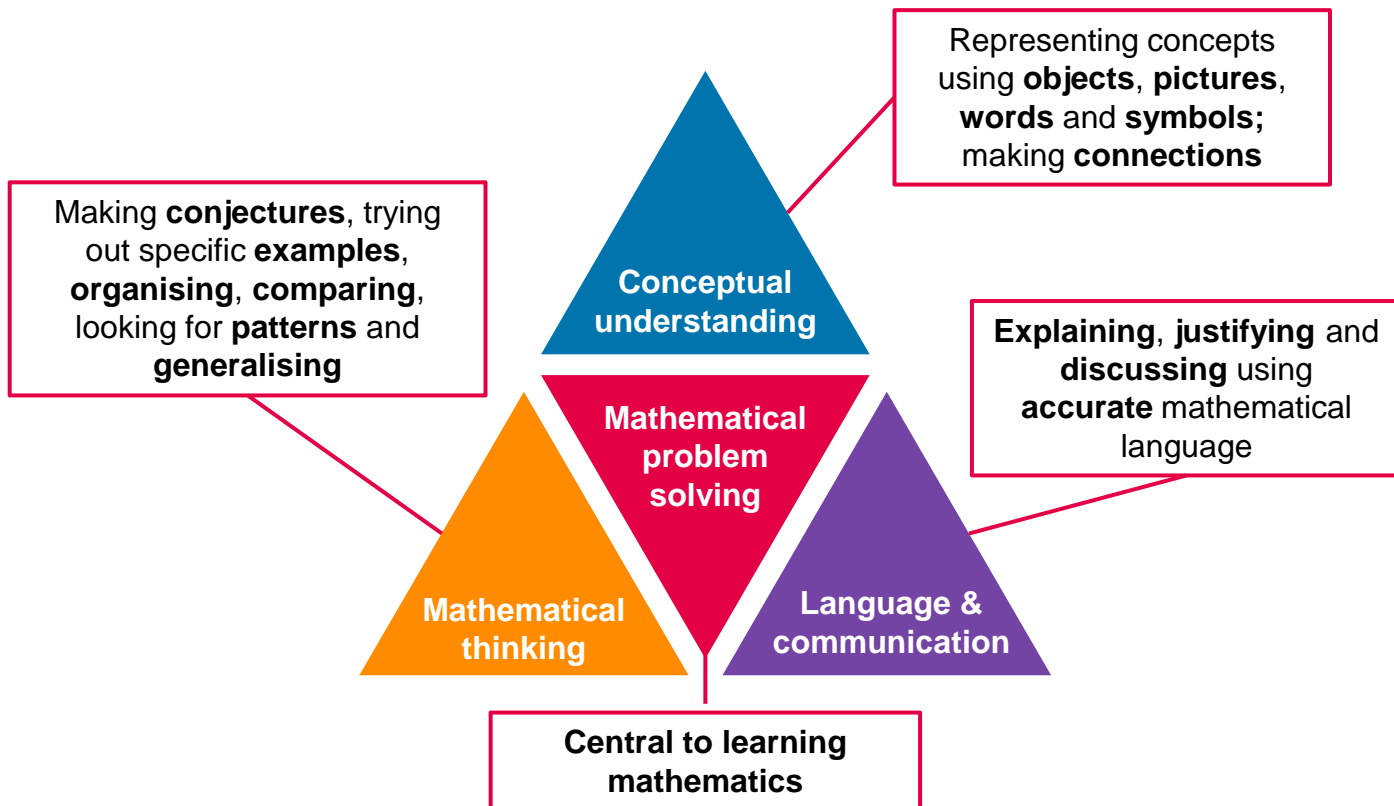 Representing concepts
using objects, pictures,
words and symbols;
making connections
Making conjectures, trying
out specific examples,
organising, comparing,
looking for patterns and
generalising
Conceptual
understanding
Explaining, justifying and
discussing using
accurate mathematical
language
Mathematical
problem
solving
Mathematical
thinking
Language &
communication
Central to learning
mathematics